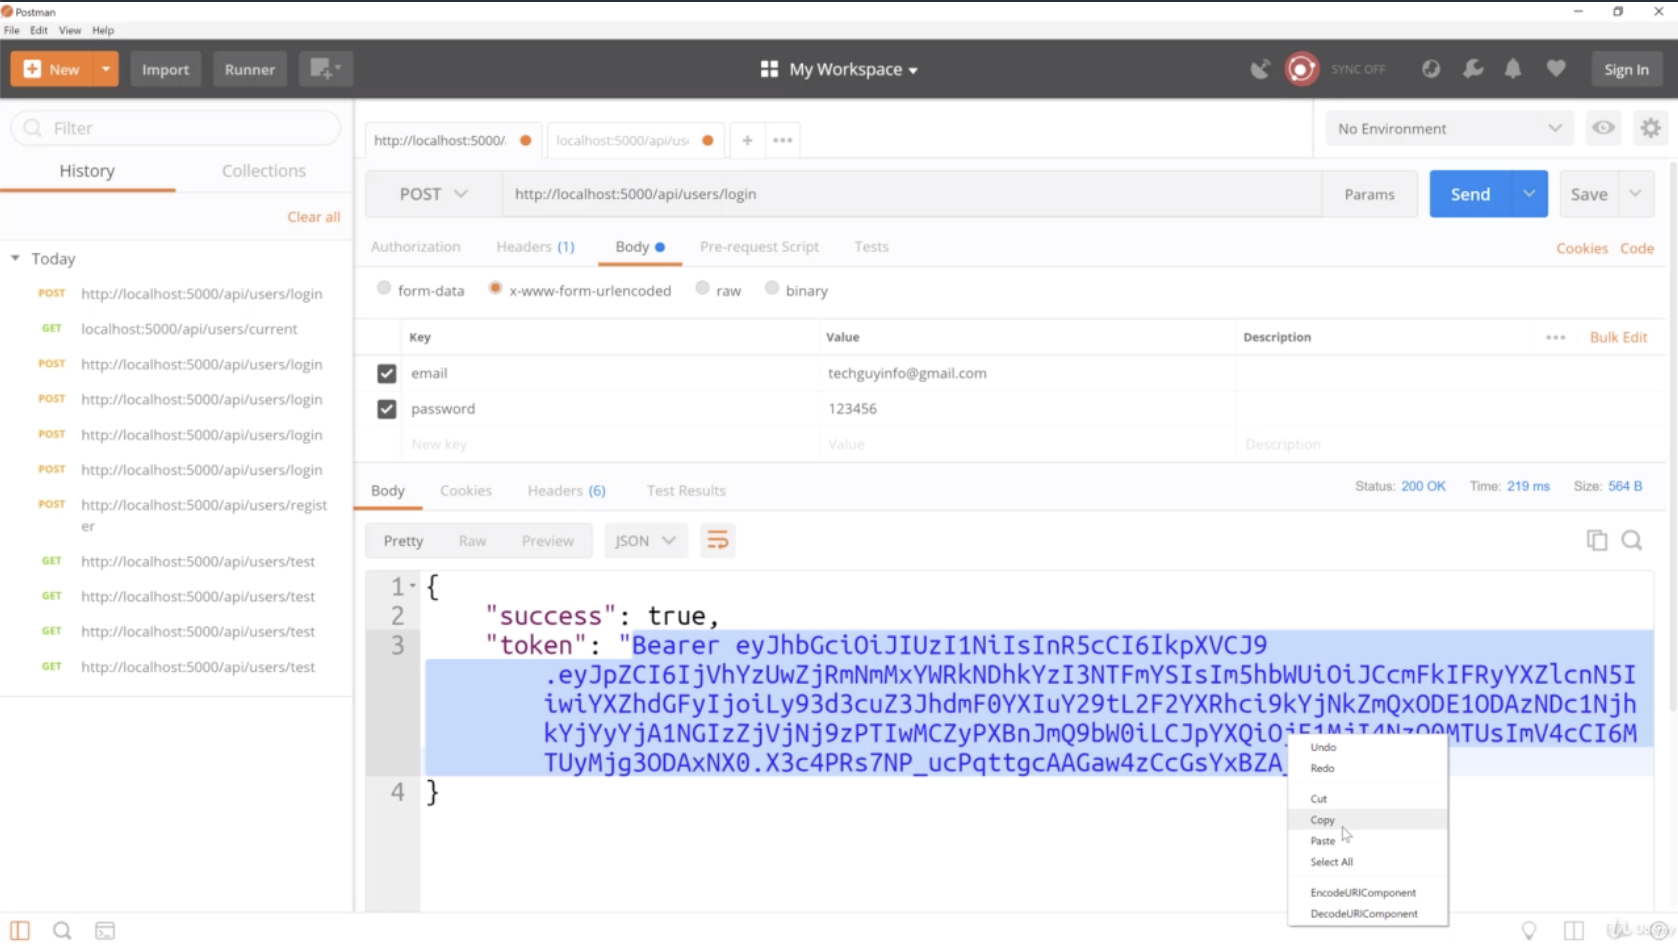 Postman
File Edit View Help
New Import Runner My Workspace SYNC OFF Sign In
Filter
History Collections
Clear all
Today
POST http://localhost:5000/api/users/login
GET localhost:5000/api/users/current
POST http://localhost:5000/api/users/login
POST http://localhost:5000/api/users/login
POST http://localhost:5000/api/users/login
POST http://localhost:5000/api/users/login
POST http://localhost:5000/api/users/regist
er
GET http://localhost:5000/api/users/test
GET http://localhost:5000/api/users/test
GET http://localhost:5000/api/users/test
GET http://localhost:5000/api/users/test
http://localhost:5000/ localhost:5000/api/us + •••
No Environment
POST http://localhost:5000/api/users/login Params Send Save
Authorization Headers (1) Body Pre-request Script Tests Cookies Code
form-data x-www-form-urlencoded raw binary
Key Value Description ••• Bulk Edit
email techguyinfo@gmail.com
password 123456
New key Value Description
Body Cookies Headers (6) Test Results Status: 200 OK Time: 219 ms Size: 564 B
Pretty Raw Preview JSON
1 {
2 "success": true,
3 "token": "Bearer eyJhbGciOiJIUzI1NiIsInR5cCI6IkpXVCJ9
.eyJpZCI6IjVhYzUwZjRmNmMxYWRkNDhkYzI3NTFmYSIsIm5hbWUiOiJCcmFkIFRyYXZlcnN5I
iwiYXZhdGFyIjoiLy93d3cuZ3JhdmF0YXIuY29tL2F2YXRhci9kYjNkZmQxODE1ODAzNDc1Njh
kYjYyYjA1NGIzZjVjNj9zPTIwMCZyPXBnJmQ9bW0iLCJpYXQiOjE1MjI4NzQ0MTUsImV4cCI6M
TUyMjg3ODAxNX0.X3c4PRs7NP_ucPqttgcAAGaw4zCcGsYxBZA_
4 }
Undo
Redo
Cut
Copy
Paste
Select All
EncodeURIComponent
DecodeURIComponent